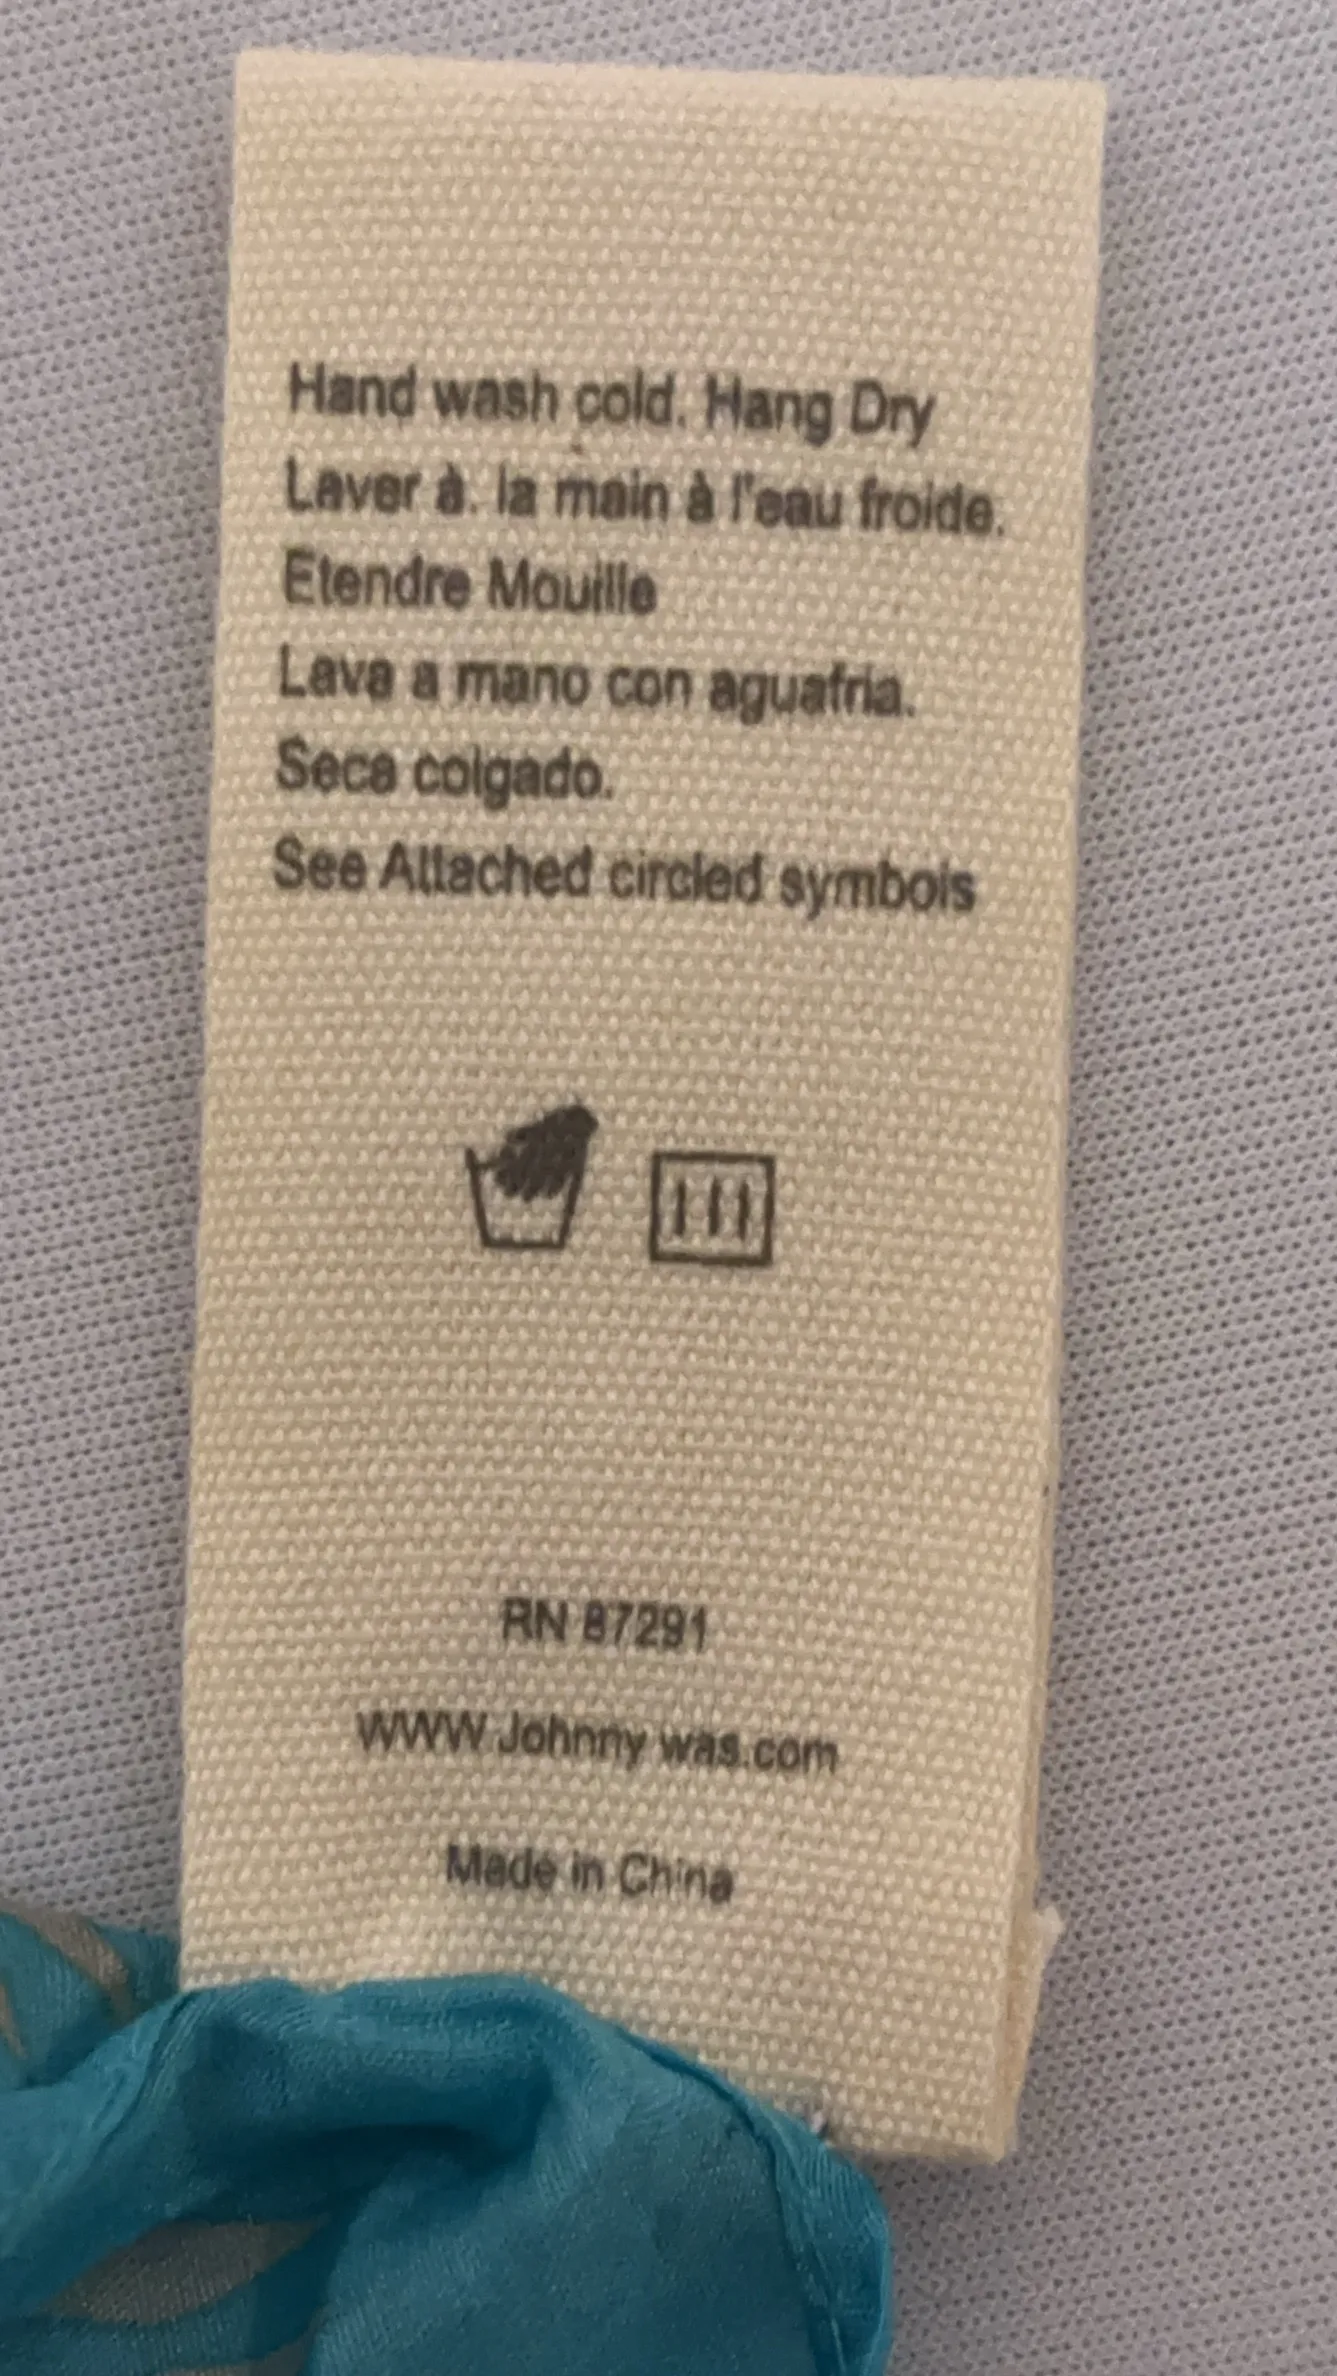 Hand wash cold. Hang Dry
Laver à. la main à l'eau froide.
Etendre Mouille
Lava a mano con aguafria.
Seca colgado.
See Attached circled symbols
RN 87291
WWW Johnny was.com
Made in China